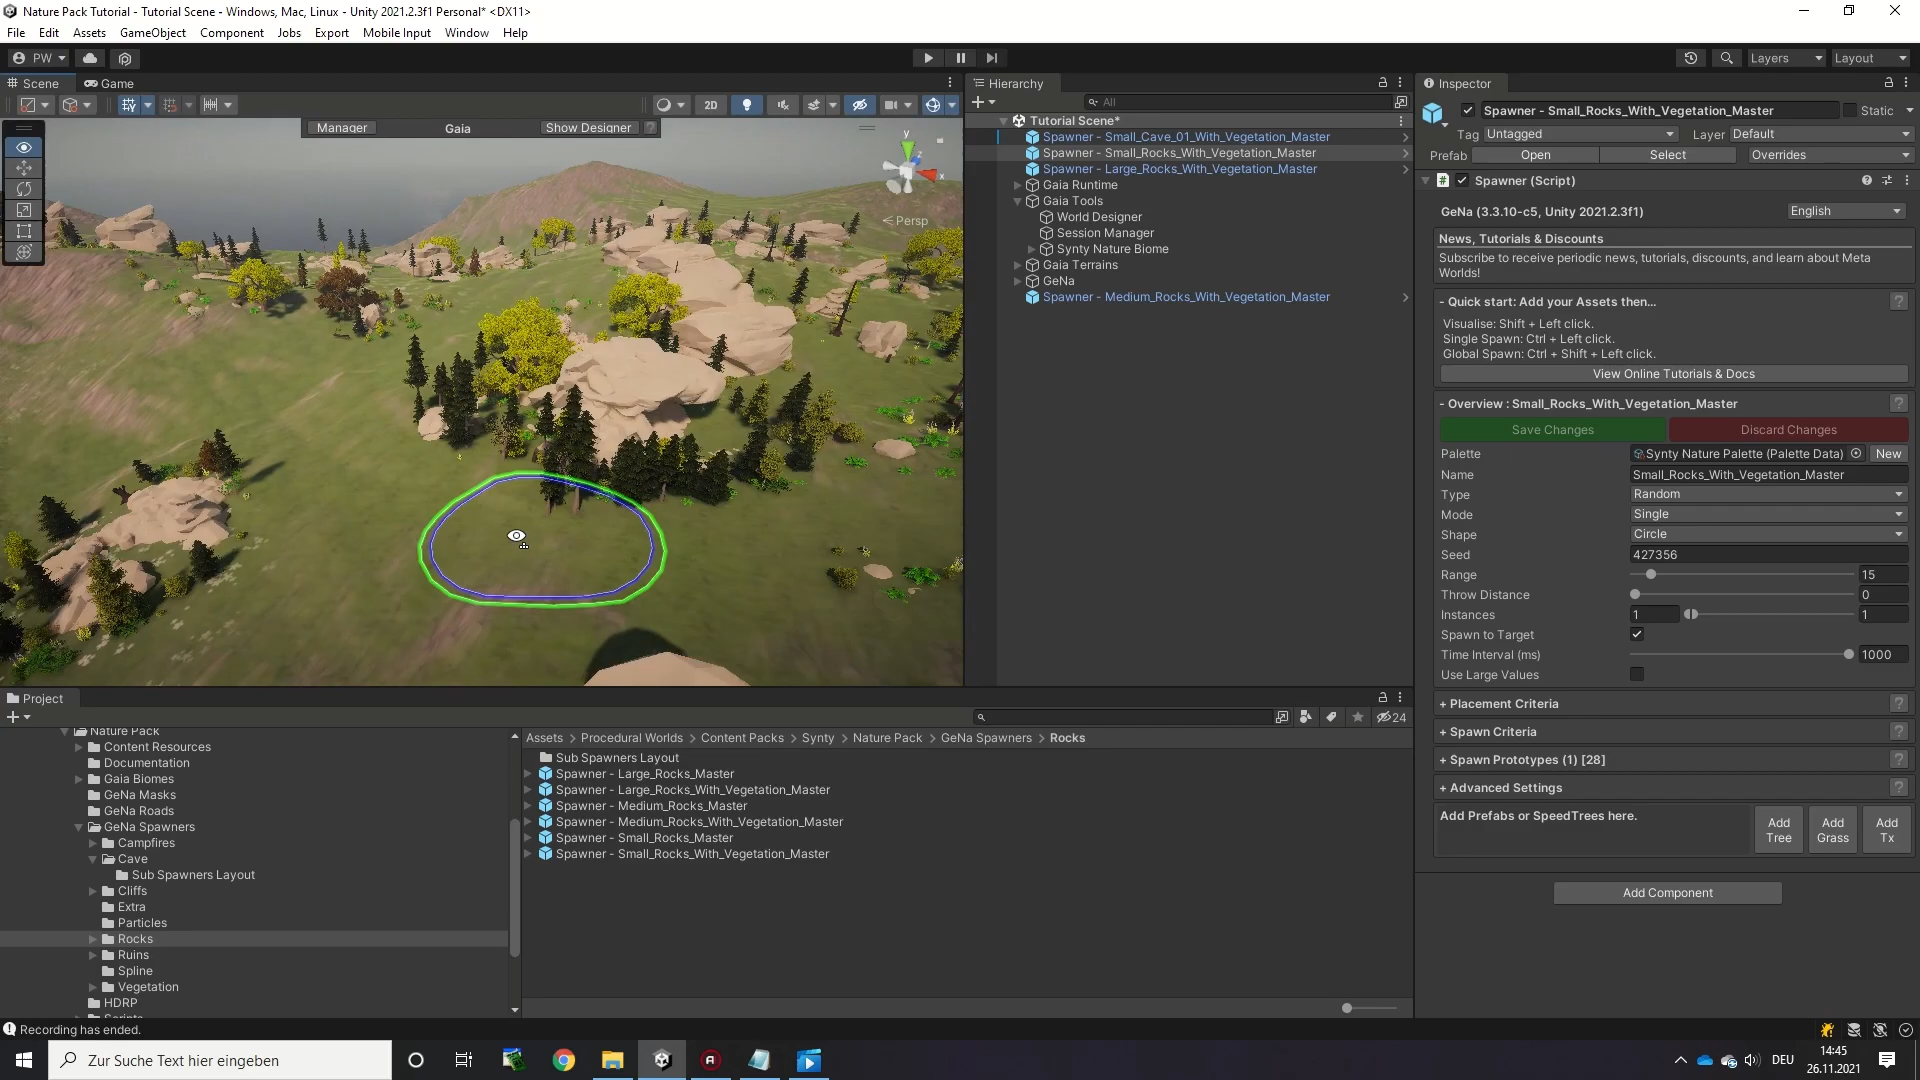 Nature Pack Tutorial - Tutorial Scene - Windows, Mac, Linux - Unity 2021.2.3f1 Personal* <DX11>
File Edit Assets GameObject Component Jobs Export Mobile Input Window Help
PW Layers Layout
Scene Game
2D
Manager Gaia Show Designer ?
y
x
z
< Persp
Hierarchy
All
Tutorial Scene*
Spawner - Small_Cave_01_With_Vegetation_Master
Spawner - Small_Rocks_With_Vegetation_Master
Spawner - Large_Rocks_With_Vegetation_Master
Gaia Runtime
Gaia Tools
World Designer
Session Manager
Synty Nature Biome
Gaia Terrains
GeNa
Spawner - Medium_Rocks_With_Vegetation_Master
Inspector
Spawner - Small_Rocks_With_Vegetation_Master Static
Tag Untagged Layer Default
Prefab Open Select Overrides
# Spawner (Script)
GeNa (3.3.10-c5, Unity 2021.2.3f1) English
News, Tutorials & Discounts
Subscribe to receive periodic news, tutorials, discounts, and learn about Meta
Worlds!
- Quick start: Add your Assets then... ?
Visualise: Shift + Left click.
Single Spawn: Ctrl + Left click.
Global Spawn: Ctrl + Shift + Left click.
View Online Tutorials & Docs
- Overview : Small_Rocks_With_Vegetation_Master ?
Save Changes Discard Changes
Palette Synty Nature Palette (Palette Data) New
Name Small_Rocks_With_Vegetation_Master
Type Random
Mode Single
Shape Circle
Seed 427356
Range 15
Throw Distance 0
Instances 1 1
Spawn to Target
Time Interval (ms) 1000
Use Large Values
+ Placement Criteria ?
+ Spawn Criteria ?
+ Spawn Prototypes (1) [28] ?
+ Advanced Settings ?
Add Prefabs or SpeedTrees here. Add Tree Add Grass Add Tx
Add Component
Project
24
Nature Pack
Content Resources
Documentation
Gaia Biomes
GeNa Masks
GeNa Roads
GeNa Spawners
Campfires
Cave
Sub Spawners Layout
Cliffs
Extra
Particles
Rocks
Ruins
Spline
Vegetation
HDRP
Scripts
Assets > Procedural Worlds > Content Packs > Synty > Nature Pack > GeNa Spawners > Rocks
Sub Spawners Layout
Spawner - Large_Rocks_Master
Spawner - Large_Rocks_With_Vegetation_Master
Spawner - Medium_Rocks_Master
Spawner - Medium_Rocks_With_Vegetation_Master
Spawner - Small_Rocks_Master
Spawner - Small_Rocks_With_Vegetation_Master
Recording has ended.
Zur Suche Text hier eingeben
DEU
14:45
26.11.2021